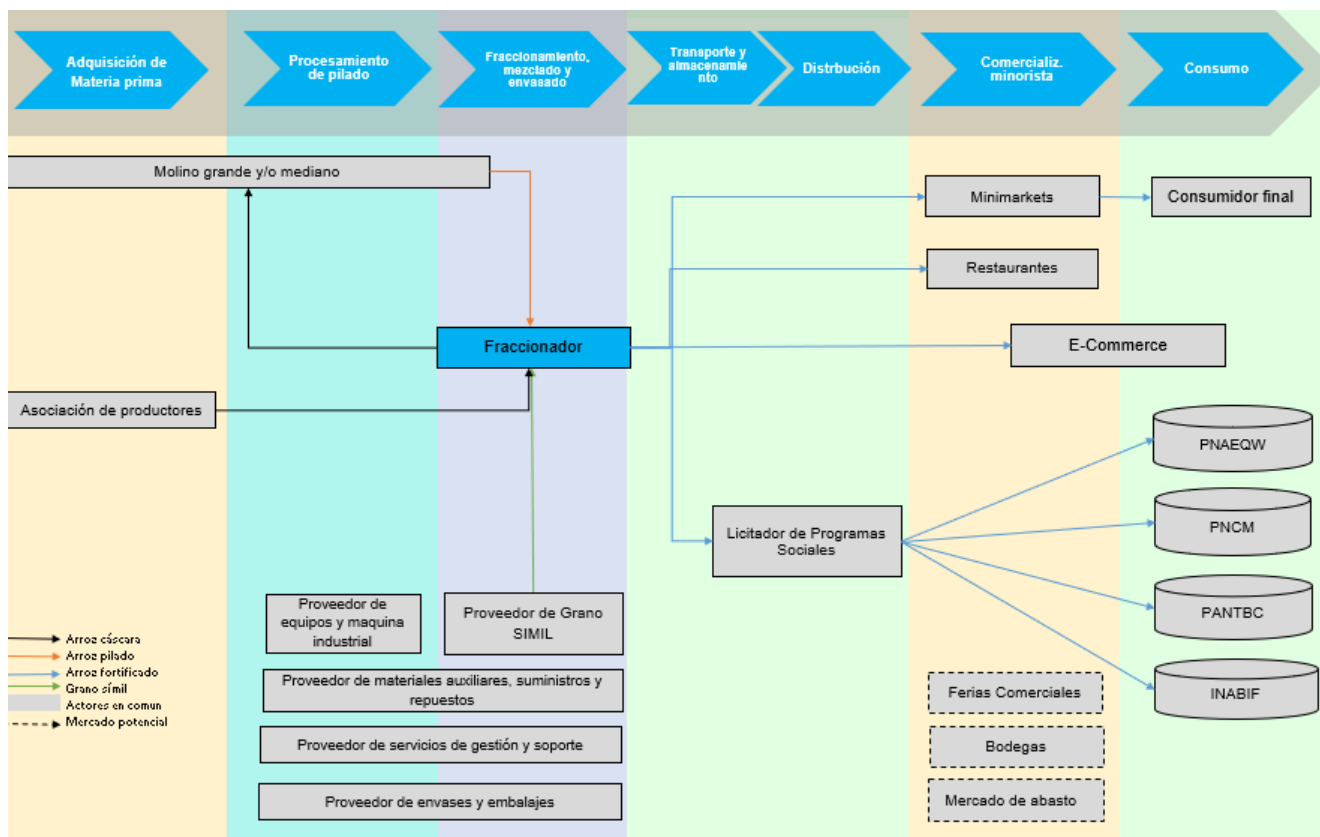 Adquisición de
Materia prima
Procesamiento
de pilado
Fraccionamiento,
mezclado y
envasado
Transporte y
almacenamie
nto
Distrbución
Comercializ.
minorista
Consumo
Molino grande y/o mediano
Minimarkets
Consumidor final
Restaurantes
Fraccionador
E-Commerce
Asociación de productores
PNAEQW
Licitador de Programas
Sociales
PNCM
PANTBC
INABIF
Proveedor de
equipos y maquina
industrial
Proveedor de Grano
SIMIL
Proveedor de materiales auxiliares, suministros y
repuestos
Proveedor de servicios de gestión y soporte
Proveedor de envases y embalajes
Ferias Comerciales
Bodegas
Mercado de abasto
Arroz cáscara
Arroz pilado
Arroz fortificado
Grano símil
Actores en comun
Mercado potencial